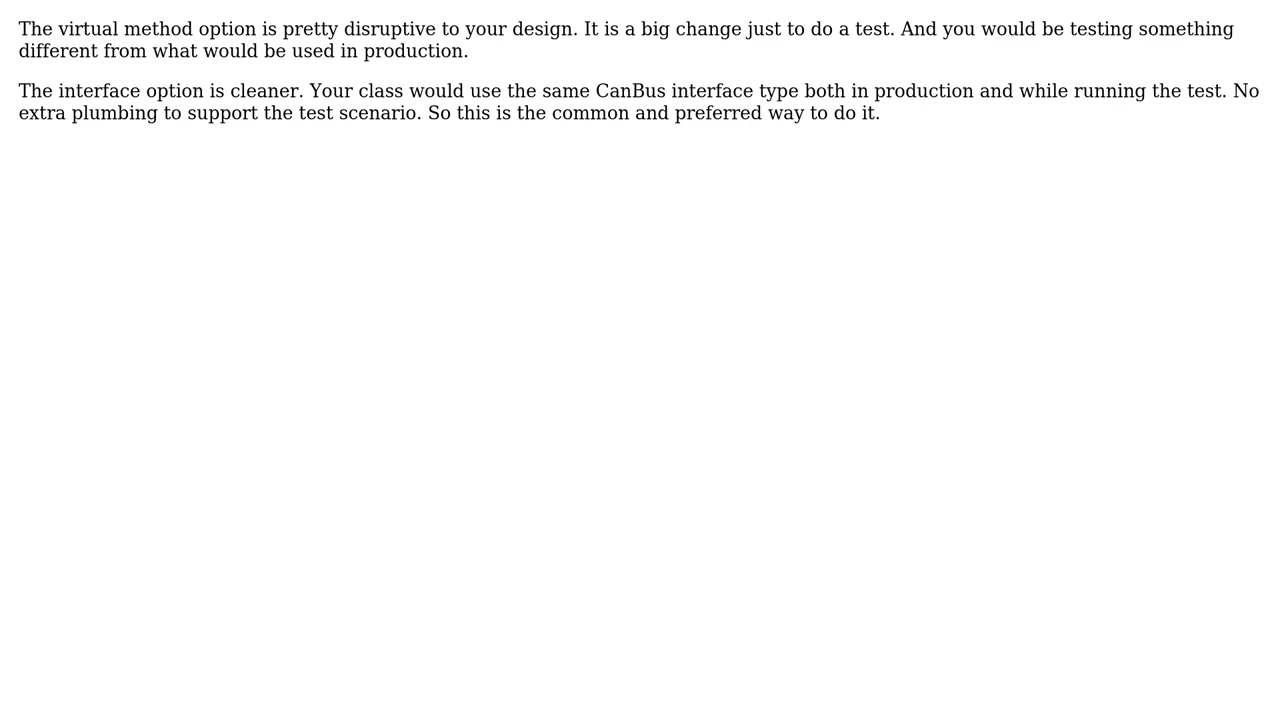 The virtual method option is pretty disruptive to your design. It is a big change just to do a test. And you would be testing something
different from what would be used in production.
The interface option is cleaner. Your class would use the same CanBus interface type both in production and while running the test. No
extra plumbing to support the test scenario. So this is the common and preferred way to do it.